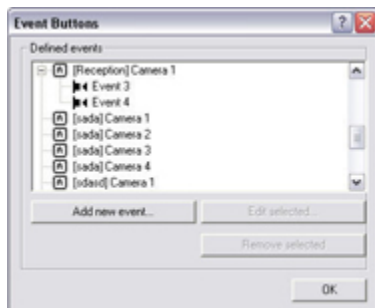 Event Buttons
Defined events
[Reception] Camera 1
Event 3
Event 4
[sada] Camera 1
[sada] Camera 2
[sada] Camera 3
[sada] Camera 4
[sdasd] Camera 1
Add new event...
Edit selected...
Remove selected
OK